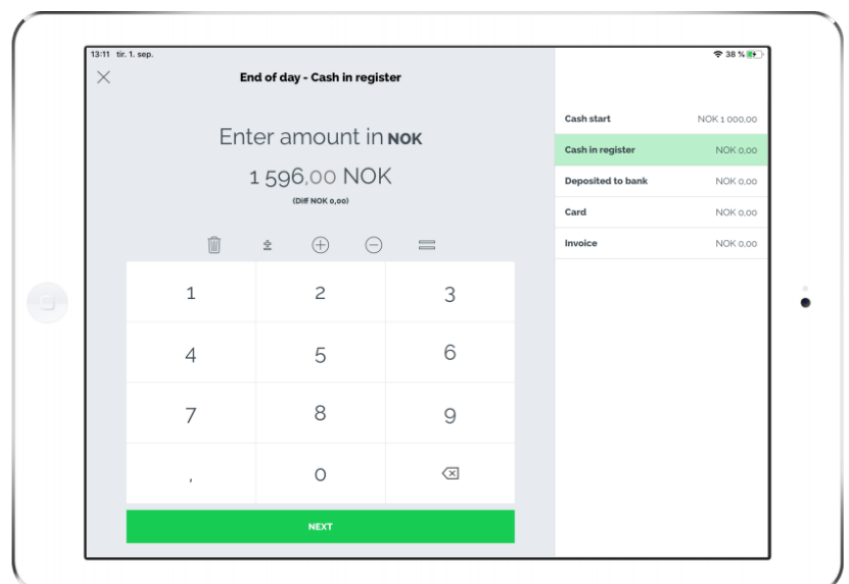 13:11 tir. 1. sep.
38 %
End of day - Cash in register
Enter amount in NOK
1 596,00 NOK
(Diff NOK 0,00)
1 2 3
4 5 6
7 8 9
, 0
NEXT
Cash start NOK 1 000,00
Cash in register NOK 0,00
Deposited to bank NOK 0,00
Card NOK 0,00
Invoice NOK 0,00